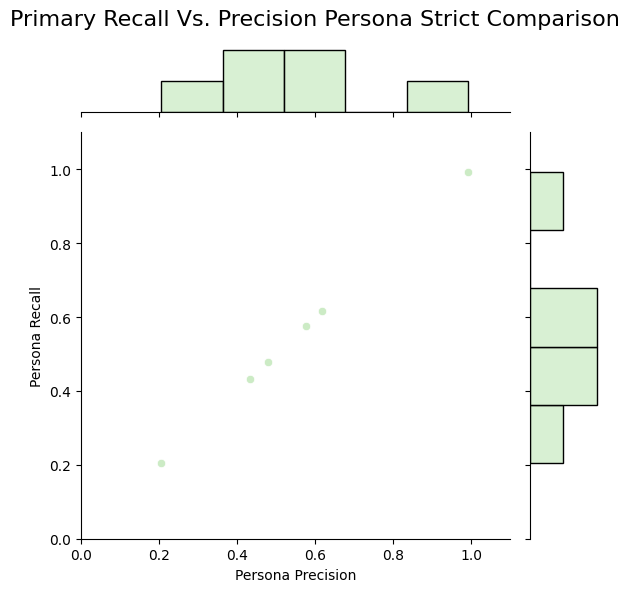 Primary Recall Vs. Precision Persona Strict Comparison
1.0
0.8
0.6
0.4
0.2
0.0
Persona Recall
0.0 0.2 0.4 0.6 0.8 1.0
Persona Precision